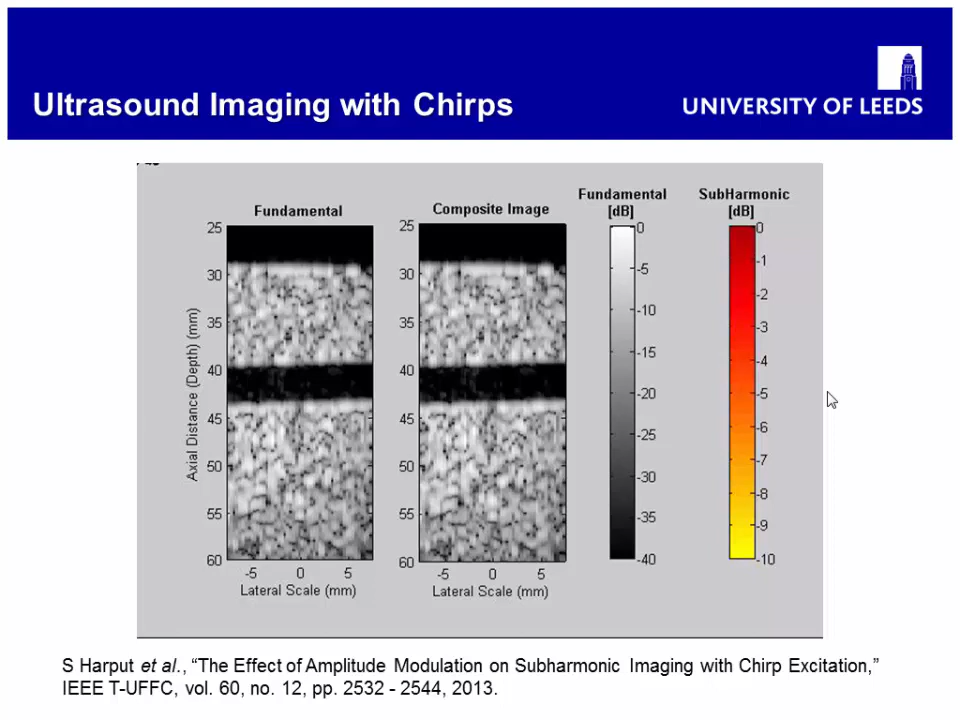 Ultrasound Imaging with Chirps
UNIVERSITY OF LEEDS
Fundamental
Composite Image
Fundamental
[dB]
SubHarmonic
[dB]
Axial Distance (Depth) (mm)
25
30
35
40
45
50
55
60
-5 0 5
Lateral Scale (mm)
25
30
35
40
45
50
55
60
-5 0 5
Lateral Scale (mm)
0
-5
-10
-15
-20
-25
-30
-35
-40
0
-1
-2
-3
-4
-5
-6
-7
-8
-9
-10
S Harput et al., “The Effect of Amplitude Modulation on Subharmonic Imaging with Chirp Excitation,”
IEEE T-UFFC, vol. 60, no. 12, pp. 2532 - 2544, 2013.